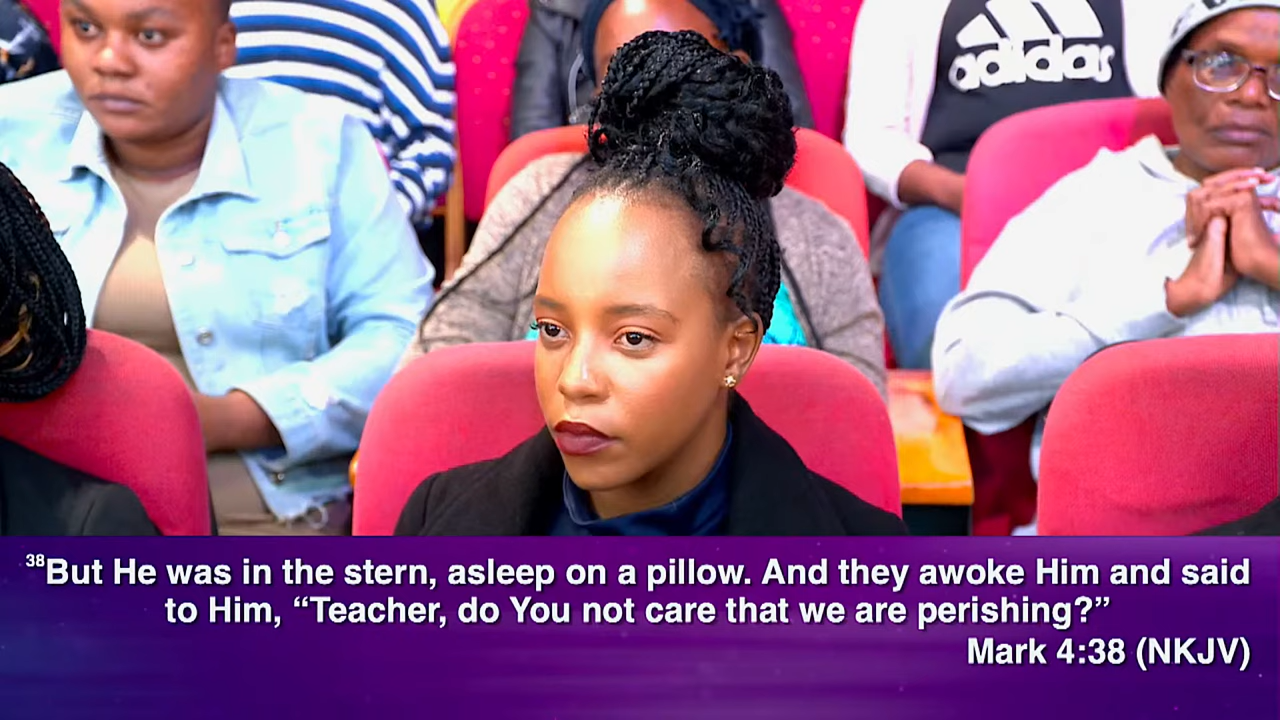 adidas
³⁸But He was in the stern, asleep on a pillow. And they awoke Him and said
to Him, “Teacher, do You not care that we are perishing?”
Mark 4:38 (NKJV)